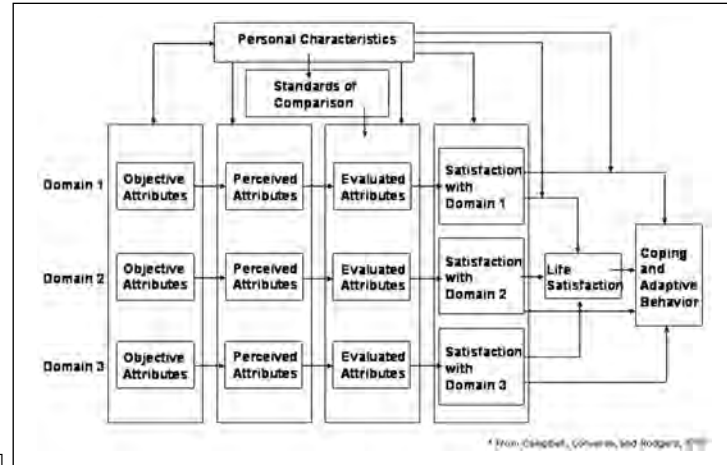 Personal Characteristics
Standards of
Comparison
Domain 1
Objective
Attributes
Perceived
Attributes
Evaluated
Attributes
Satisfaction
with
Domain 1
Domain 2
Objective
Attributes
Perceived
Attributes
Evaluated
Attributes
Satisfaction
with
Domain 2
Life
Satisfaction
Coping
and
Adaptive
Behavior
Domain 3
Objective
Attributes
Perceived
Attributes
Evaluated
Attributes
Satisfaction
with
Domain 3
* From Campbell, Converse, and Rodgers,